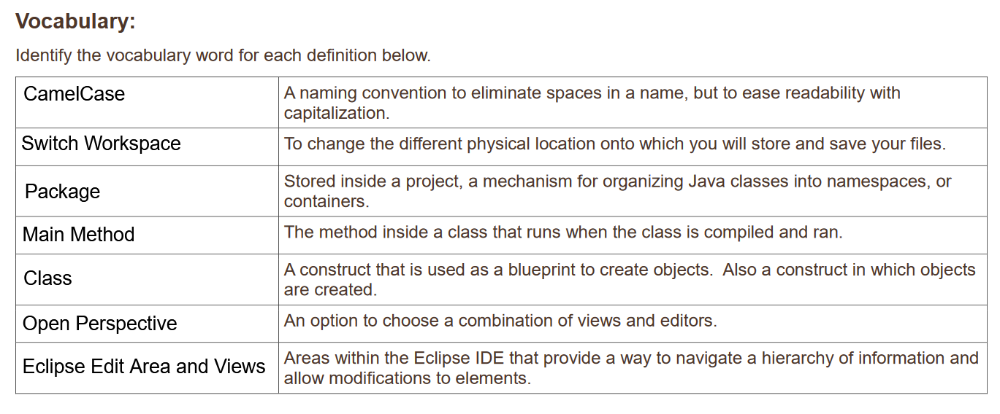 Vocabulary:
Identify the vocabulary word for each definition below.
CamelCase
A naming convention to eliminate spaces in a name, but to ease readability with
capitalization.
Switch Workspace
To change the different physical location onto which you will store and save your files.
Package
Stored inside a project, a mechanism for organizing Java classes into namespaces, or
containers.
Main Method
The method inside a class that runs when the class is compiled and ran.
Class
A construct that is used as a blueprint to create objects.  Also a construct in which objects
are created.
Open Perspective
An option to choose a combination of views and editors.
Eclipse Edit Area and Views
Areas within the Eclipse IDE that provide a way to navigate a hierarchy of information and
allow modifications to elements.